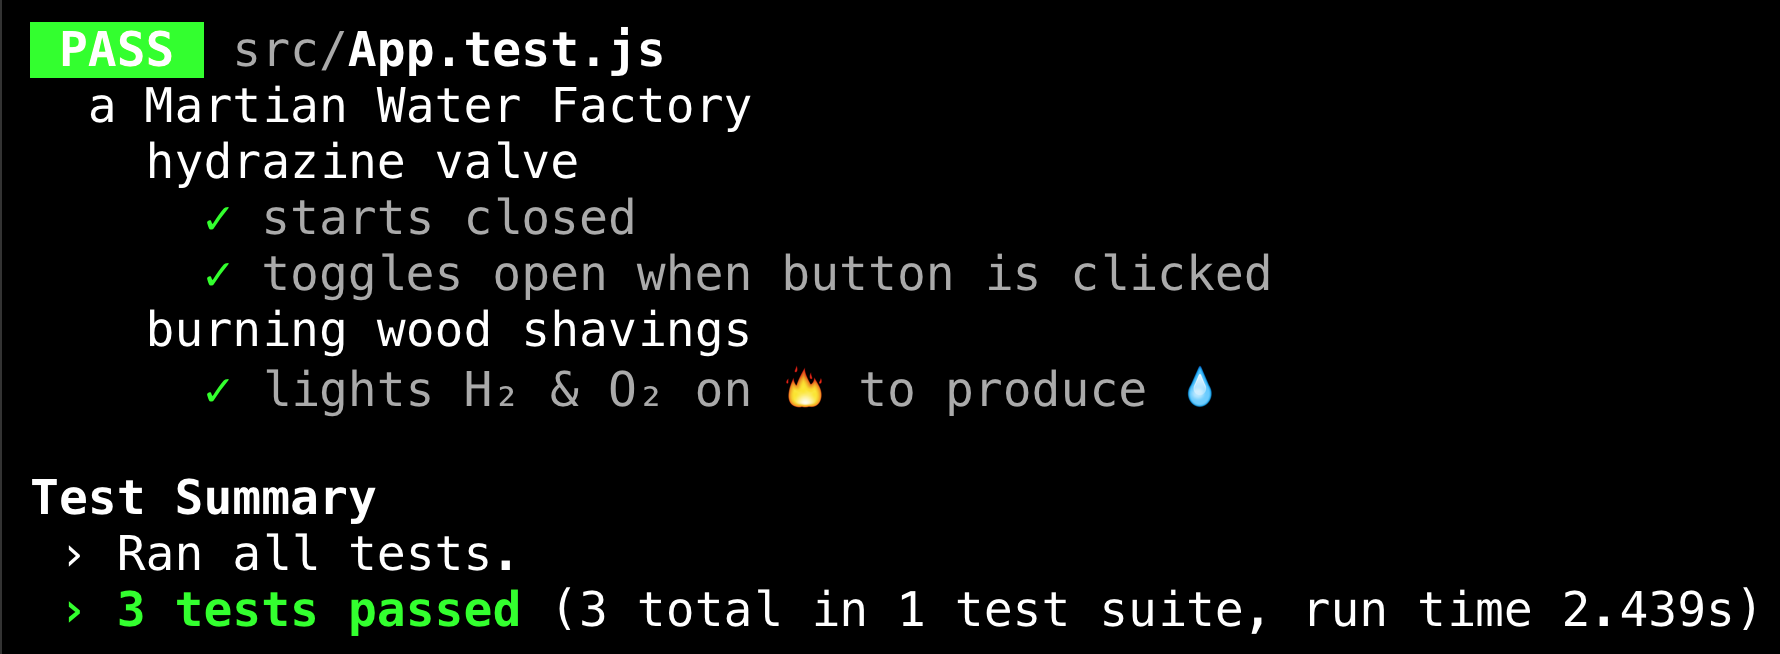 PASS src/App.test.js
a Martian Water Factory
hydrazine valve
✓ starts closed
✓ toggles open when button is clicked
burning wood shavings
✓ lights H₂ & O₂ on 🔥 to produce 💧
Test Summary
› Ran all tests.
› 3 tests passed (3 total in 1 test suite, run time 2.439s)